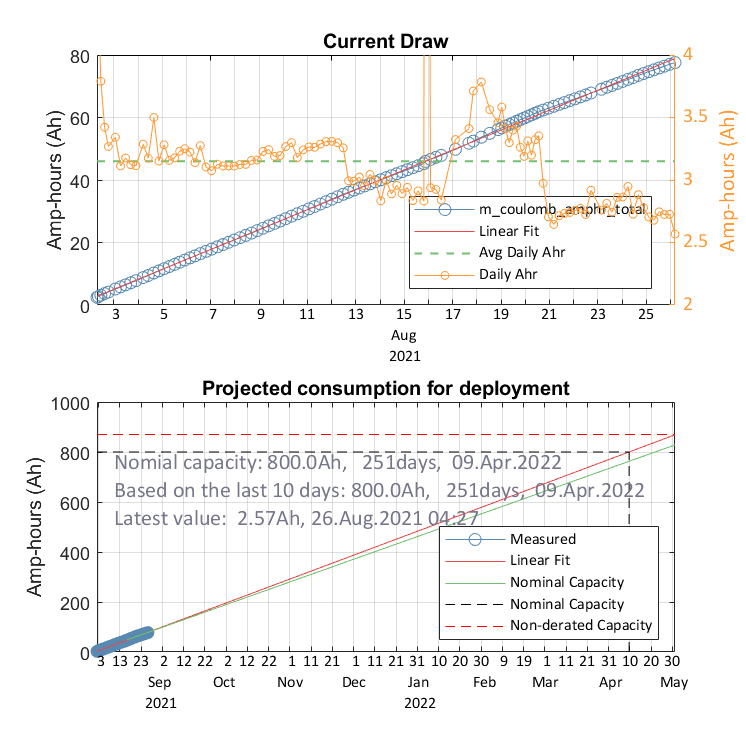 Current Draw
80
60
40
20
0
Amp-hours (Ah)
4
3.5
3
2.5
2
Amp-hours (Ah)
m_coulomb_amphr_total
Linear Fit
Avg Daily Ahr
Daily Ahr
3 5 7 9 11 13 15 17 19 21 23 25
Aug
2021
Projected consumption for deployment
1000
800
600
400
200
0
Amp-hours (Ah)
Nomial capacity: 800.0Ah, 251days, 09.Apr.2022
Based on the last 10 days: 800.0Ah, 251days, 09.Apr.2022
Latest value: 2.57Ah, 26.Aug.2021 04:27
Measured
Linear Fit
Nominal Capacity
Nominal Capacity
Non-derated Capacity
3 13 23 2 12 22 2 12 22 1 11 21 1 11 21 31 10 20 30 9 19 1 11 21 31 10 20 30
Sep Oct Nov Dec Jan Feb Mar Apr May
2021 2022